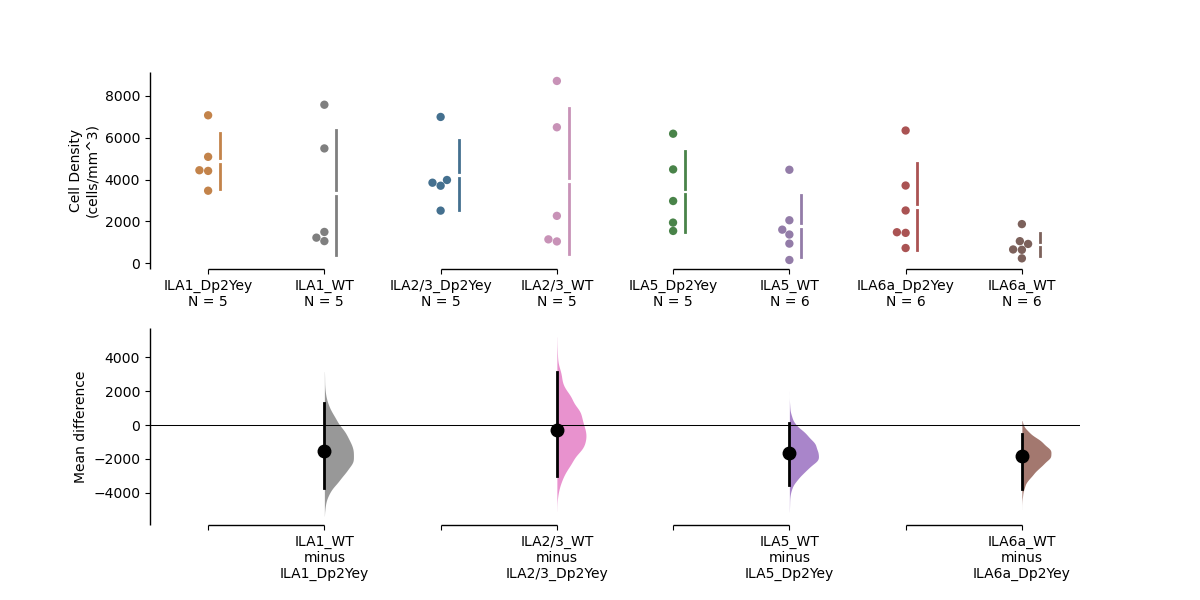 8000
6000
4000
2000
0
Cell Density
(cells/mm^3)
ILA1_Dp2Yey
N = 5
ILA1_WT
N = 5
ILA2/3_Dp2Yey
N = 5
ILA2/3_WT
N = 5
ILA5_Dp2Yey
N = 5
ILA5_WT
N = 6
ILA6a_Dp2Yey
N = 6
ILA6a_WT
N = 6
4000
2000
0
−2000
−4000
Mean difference
ILA1_WT
minus
ILA1_Dp2Yey
ILA2/3_WT
minus
ILA2/3_Dp2Yey
ILA5_WT
minus
ILA5_Dp2Yey
ILA6a_WT
minus
ILA6a_Dp2Yey